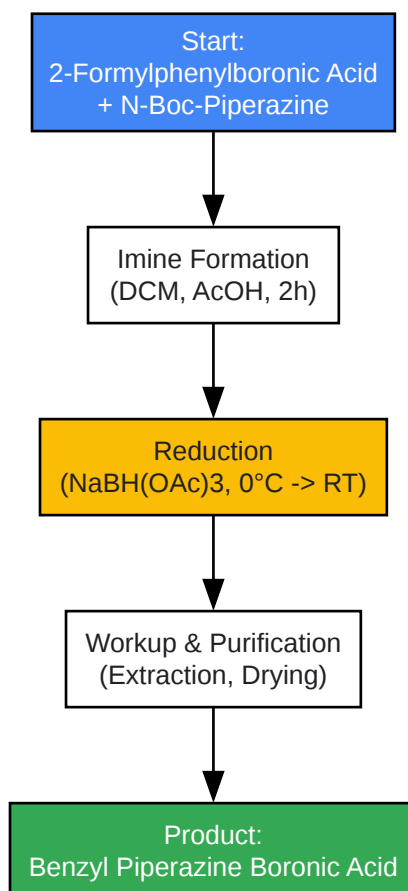 Start:
2-Formylphenylboronic Acid
+ N-Boc-Piperazine
Imine Formation
(DCM, AcOH, 2h)
Reduction
(NaBH(OAc)3, 0°C -> RT)
Workup & Purification
(Extraction, Drying)
Product:
Benzyl Piperazine Boronic Acid